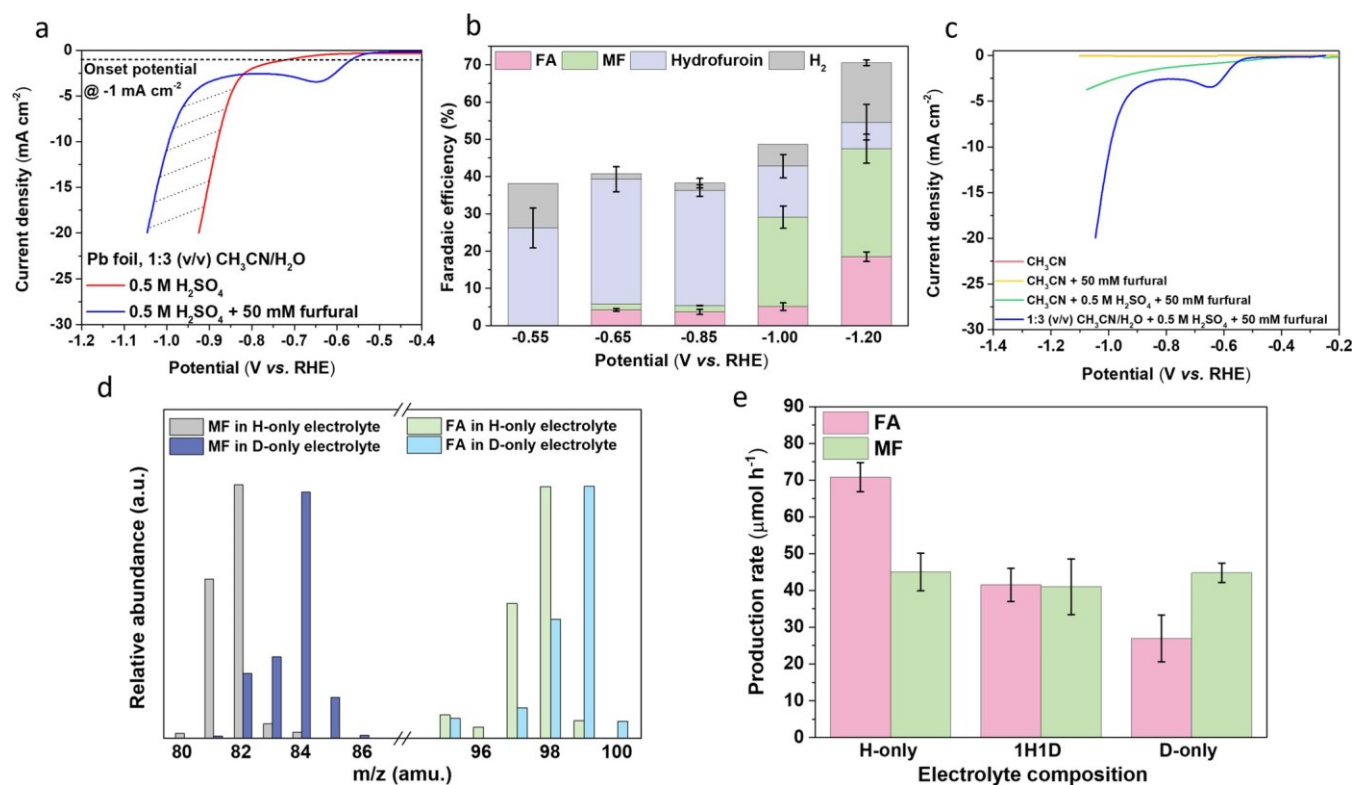 a
0
-5
-10
-15
-20
-25
-30
Current density (mA cm⁻²)
Onset potential
@ -1 mA cm⁻²
Pb foil, 1:3 (v/v) CH₃CN/H₂O
0.5 M H₂SO₄
0.5 M H₂SO₄ + 50 mM furfural
-1.2 -1.1 -1.0 -0.9 -0.8 -0.7 -0.6 -0.5 -0.4
Potential (V vs. RHE)
b
FA MF Hydrofuroin H₂
70
60
50
40
30
20
10
0
Faradaic efficiency (%)
-0.55 -0.65 -0.85 -1.00 -1.20
Potential (V vs. RHE)
c
0
-5
-10
-15
-20
-25
-30
Current density (mA cm⁻²)
CH₃CN
CH₃CN + 50 mM furfural
CH₃CN + 0.5 M H₂SO₄ + 50 mM furfural
1:3 (v/v) CH₃CN/H₂O + 0.5 M H₂SO₄ + 50 mM furfural
-1.4 -1.2 -1.0 -0.8 -0.6 -0.4 -0.2
Potential (V vs. RHE)
d
MF in H-only electrolyte
MF in D-only electrolyte
FA in H-only electrolyte
FA in D-only electrolyte
Relative abundance (a.u.)
80 82 84 86 96 98 100
m/z (amu.)
e
FA
MF
90
80
70
60
50
40
30
20
10
0
Production rate (μmol h⁻¹)
H-only 1H1D D-only
Electrolyte composition